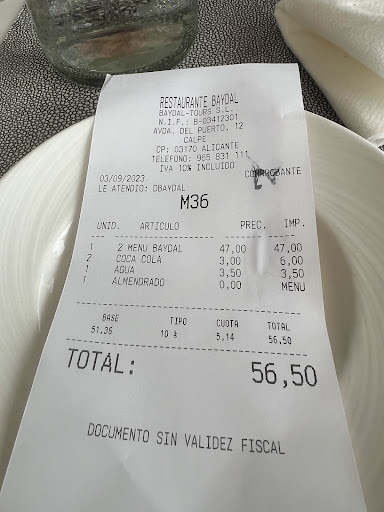 RESTAURANTE BAYDAL
BAYDAL-TOURS S.L.
N.I.F.: B-03412301
AVDA. DEL PUERTO, 12
CALPE
CP: 03170 ALICANTE
TELEFONO: 965 831 111
IVA 10% INCLUIDO
03/09/2023 COMPROBANTE
LE ATENDIO: DBAYDAL
M36
UNID. ARTICULO PREC. IMP.
1 2 MENU BAYDAL 47,00 47,00
2 COCA COLA 3,00 6,00
1 AGUA 3,50 3,50
1 ALMENDRADO 0,00 MENU
BASE TIPO CUOTA TOTAL
51.36 10 % 5.14 56.50
TOTAL: 56,50
DOCUMENTO SIN VALIDEZ FISCAL